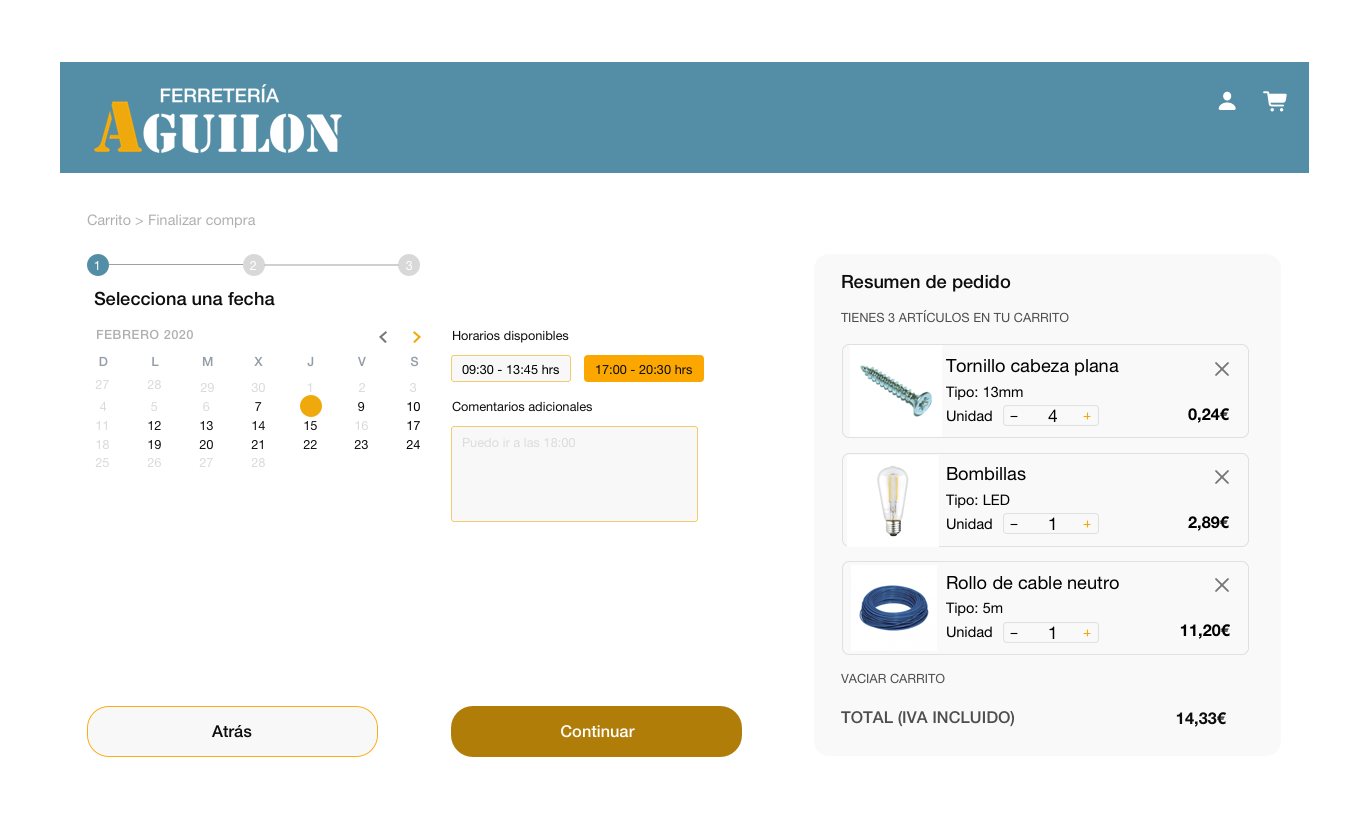 FERRETERÍA
AGUILON
Carrito > Finalizar compra
1 2 3
Selecciona una fecha
FEBRERO 2020
D L M X J V S
27 28 29 30 1 2 3
4 5 6 7 9 10
11 12 13 14 15 16 17
18 19 20 21 22 23 24
25 26 27 28
Horarios disponibles
09:30 - 13:45 hrs 17:00 - 20:30 hrs
Comentarios adicionales
Puedo ir a las 18:00
Atrás
Continuar
Resumen de pedido
TIENES 3 ARTÍCULOS EN TU CARRITO
Tornillo cabeza plana
Tipo: 13mm
Unidad − 4 + 0,24€
Bombillas
Tipo: LED
Unidad − 1 + 2,89€
Rollo de cable neutro
Tipo: 5m
Unidad − 1 + 11,20€
VACIAR CARRITO
TOTAL (IVA INCLUIDO) 14,33€